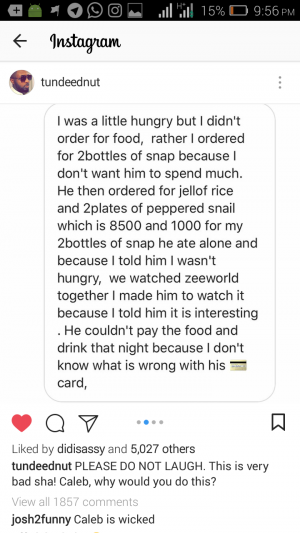 15% 9:56 PM
Instagram
tundeednut
I was a little hungry but I didn't
order for food, rather I ordered
for 2bottles of snap because I
don't want him to spend much.
He then ordered for jellof rice
and 2plates of peppered snail
which is 8500 and 1000 for my
2bottles of snap he ate alone and
because I told him I wasn't
hungry, we watched zeeworld
together I made him to watch it
because I told him it is interesting
. He couldn't pay the food and
drink that night because I don't
know what is wrong with his 💳
card,
Liked by didisassy and 5,027 others
tundeednut PLEASE DO NOT LAUGH. This is very
bad sha! Caleb, why would you do this?
View all 1857 comments
josh2funny Caleb is wicked